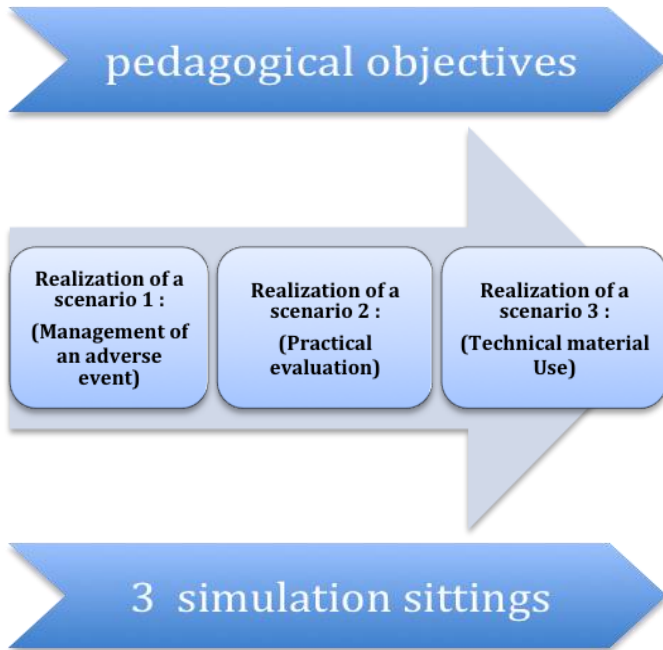 pedagogical objectives
Realization of a
scenario 1 :
(Management of
an adverse
event)
Realization of a
scenario 2 :
(Practical
evaluation)
Realization of a
scenario 3 :
(Technical material
Use)
3 simulation sittings